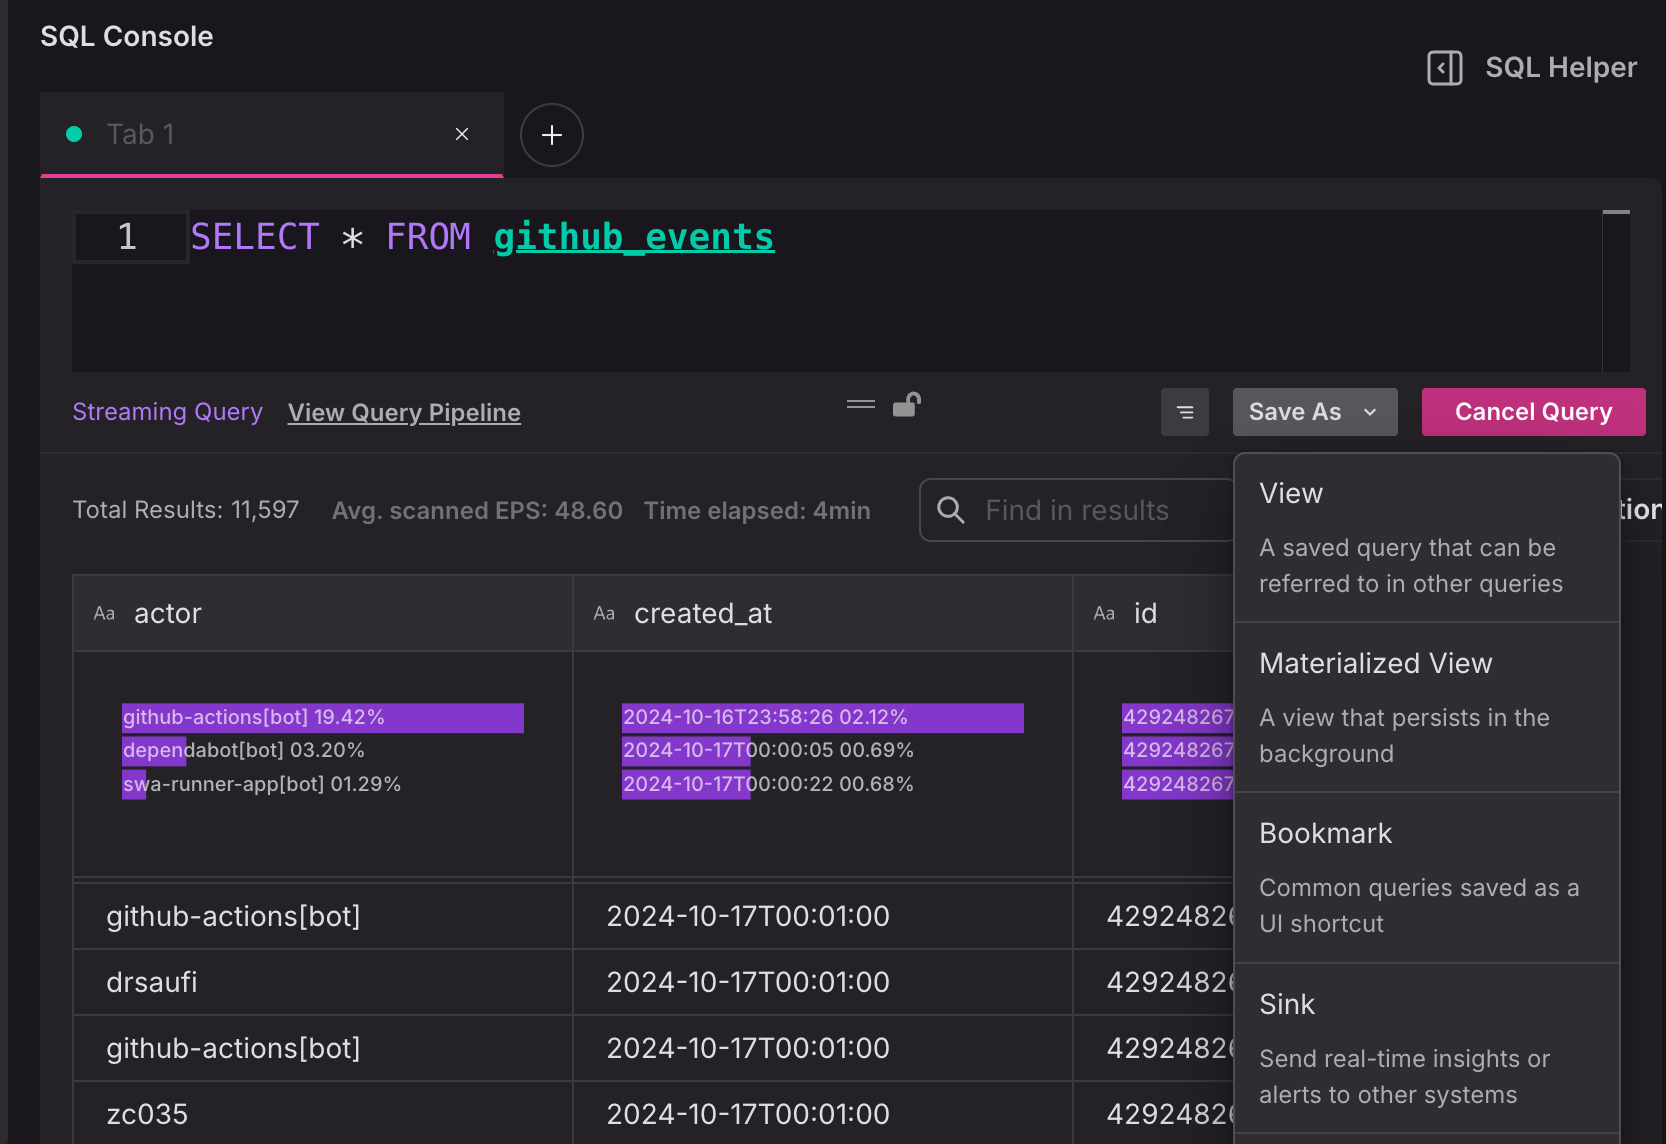 SQL Console
SQL Helper
Tab 1
1 SELECT * FROM github_events
Streaming Query View Query Pipeline
Save As
Cancel Query
Total Results: 11,597 Avg. scanned EPS: 48.60 Time elapsed: 4min
Find in results
Aa actor
Aa created_at
Aa id
github-actions[bot] 19.42%
dependabot[bot] 03.20%
swa-runner-app[bot] 01.29%
2024-10-16T23:58:26 02.12%
2024-10-17T00:00:05 00.69%
2024-10-17T00:00:22 00.68%
429248267
429248267
429248267
github-actions[bot] 2024-10-17T00:01:00 4292482
drsaufi 2024-10-17T00:01:00 4292482
github-actions[bot] 2024-10-17T00:01:00 4292482
zc035 2024-10-17T00:01:00 4292482
View
A saved query that can be
referred to in other queries
Materialized View
A view that persists in the
background
Bookmark
Common queries saved as a
UI shortcut
Sink
Send real-time insights or
alerts to other systems